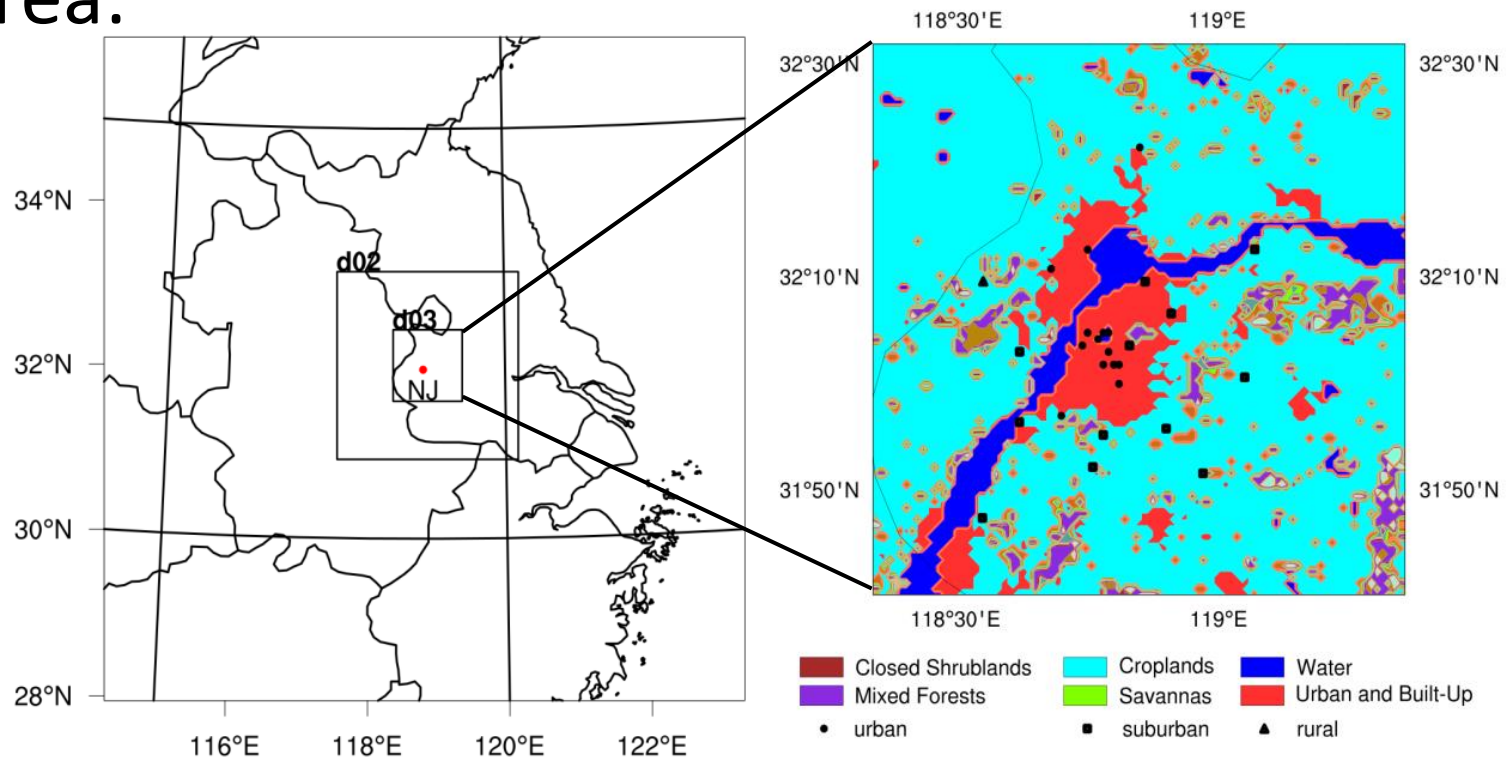 rea:
118°30'E 119°E
32°30'N 32°30'N
34°N
d02
32°10'N 32°10'N
d03
32°N
NJ
31°50'N 31°50'N
30°N
118°30'E 119°E
Closed Shrublands Croplands Water
28°N
Mixed Forests Savannas Urban and Built-Up
urban suburban rural
116°E 118°E 120°E 122°E